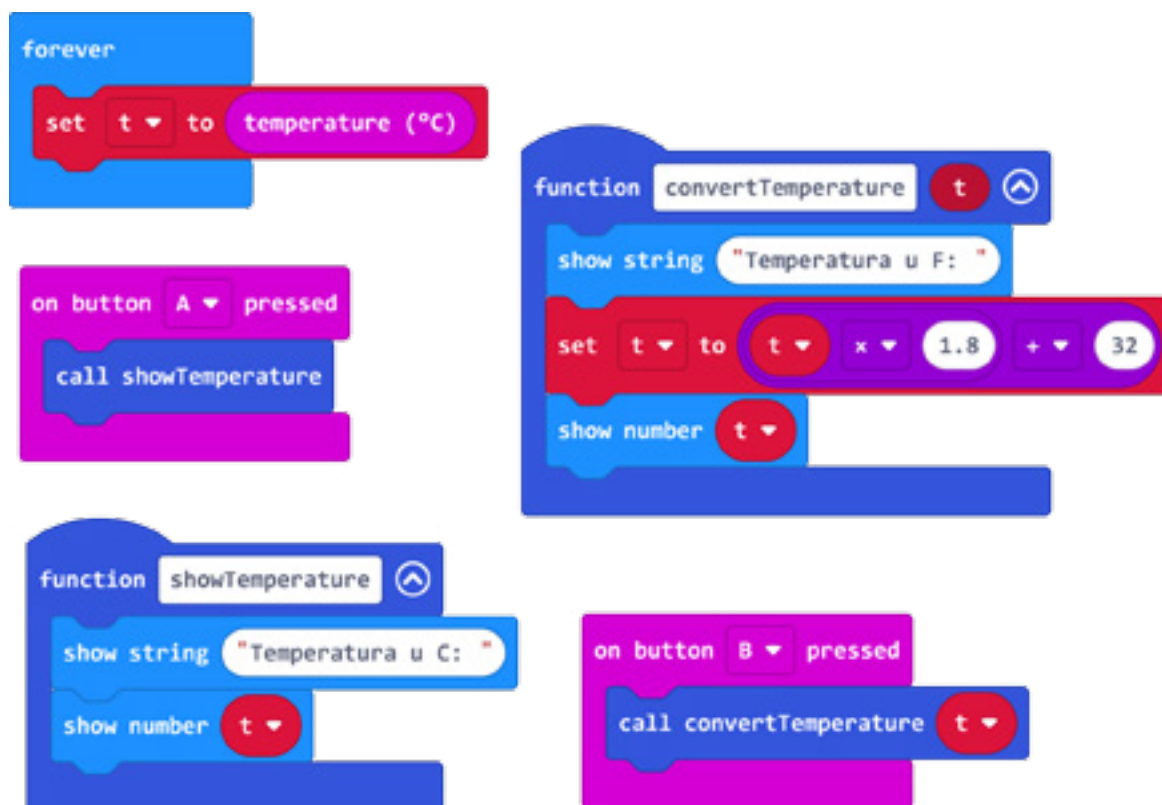 forever
set t to temperature (°C)
on button A pressed
call showTemperature
function convertTemperature t
show string "Temperatura u F: "
set t to t × 1.8 + 32
show number t
function showTemperature
show string "Temperatura u C: "
show number t
on button B pressed
call convertTemperature t